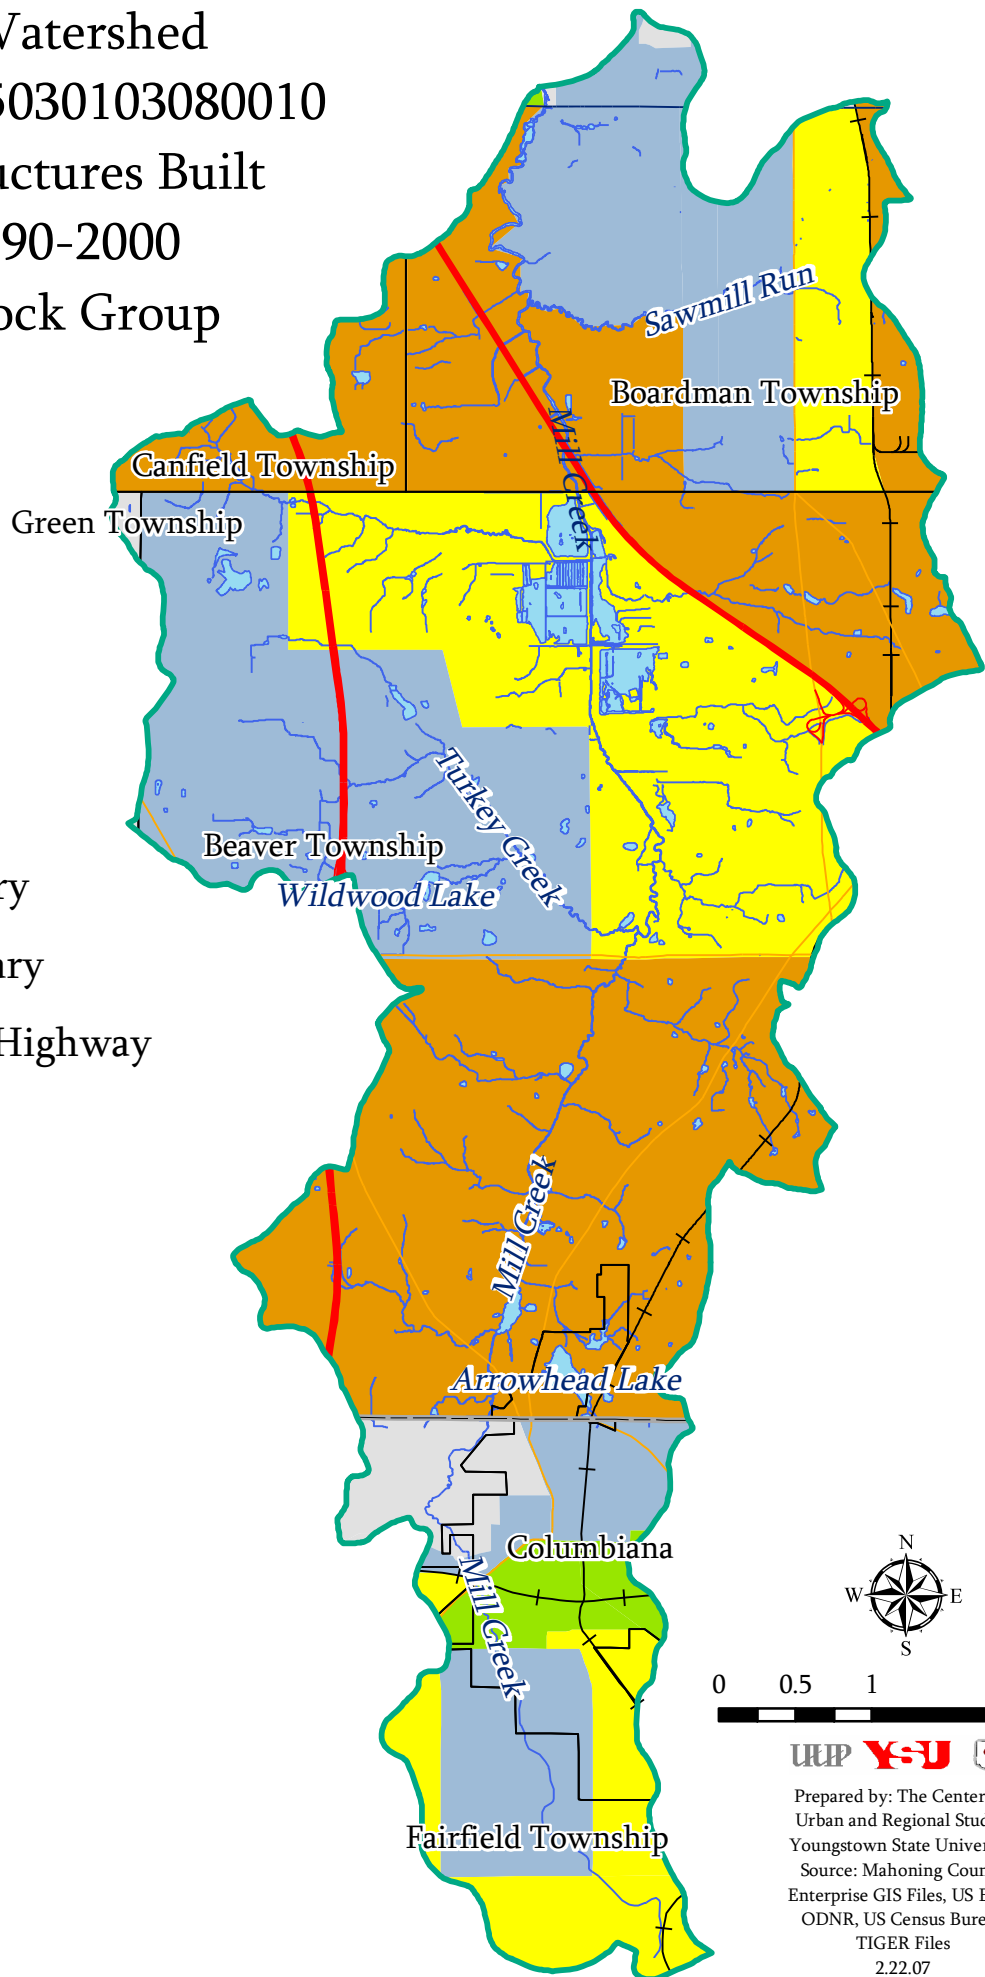 Watershed
5030103080010
uctures Built
90-2000
ock Group
Sawmill Run
Boardman Township
Mill Creek
Canfield Township
Green Township
Turkey Creek
Beaver Township
Wildwood Lake
ry
ary
Highway
Mill Creek
Arrowhead Lake
Columbiana
Mill Creek
Fairfield Township
N
W E
S
0 0.5 1
UUP YSU
Prepared by: The Center
Urban and Regional Stud
Youngstown State Univer
Source: Mahoning Coun
Enterprise GIS Files, US E
ODNR, US Census Bure
TIGER Files
2.22.07